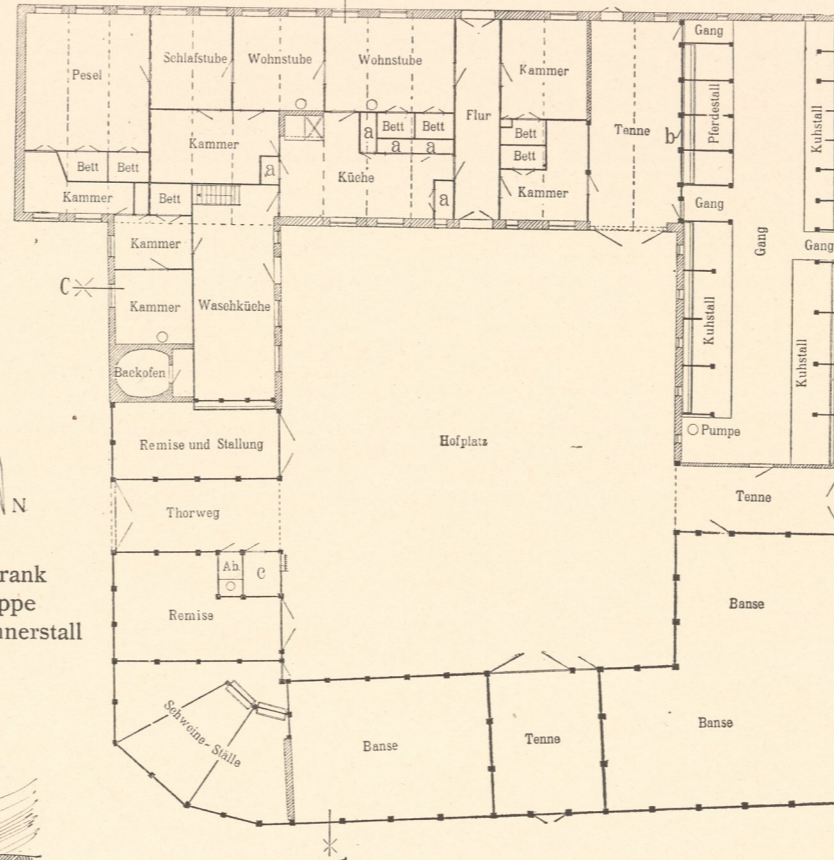 Gang
Schlafstube
Wohnstube
Wohnstube
Pesel
Kammer
Pferdestall
Kuhstall
Flur
Tenne
b
a
Bett
Bett
Bett
a
a
Kammer
Bett
Bett
Bett
a
Küche
Kammer
Bett
a
Kammer
Gang
Gang
Gang
Kammer
C
Kammer
Waschküche
Kuhstall
Kuhstall
Backofen
Pumpe
Remise und Stallung
Hofplatz
Tenne
N
Thorweg
Ab.
c
rank
ppe
nerstall
Remise
Banse
Schweine-Ställe
Banse
Tenne
Banse